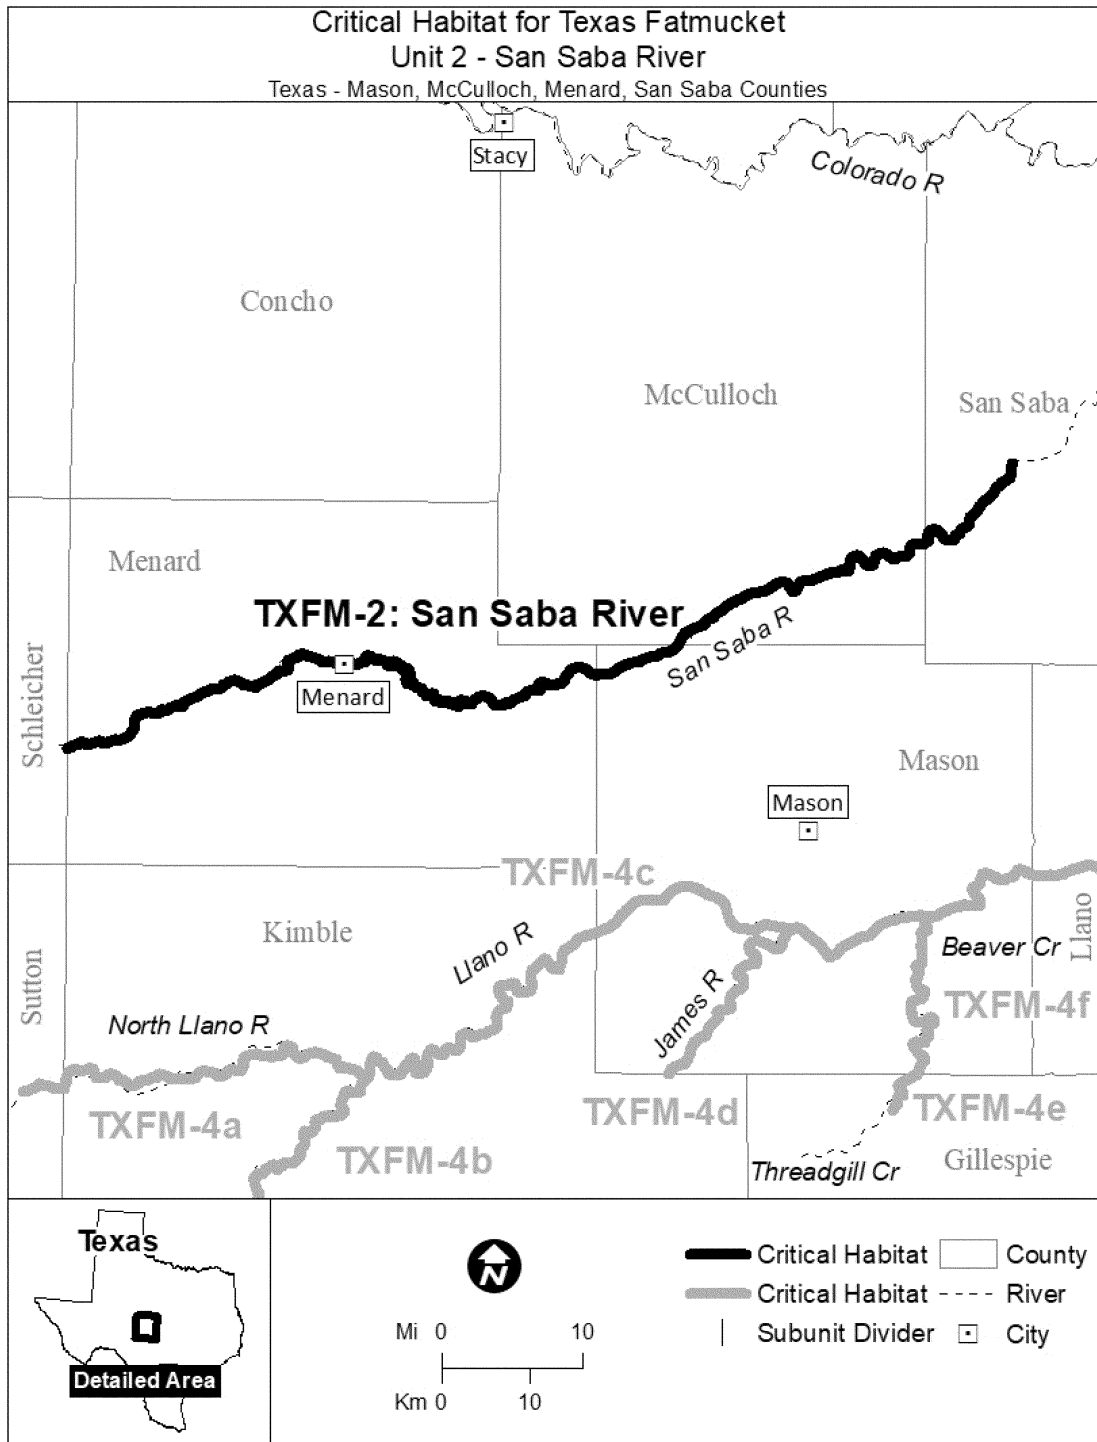 Critical Habitat for Texas Fatmucket
Unit 2 - San Saba River
Texas - Mason, McCulloch, Menard, San Saba Counties
Stacy
Colorado R
Concho
McCulloch
San Saba
Menard
TXFM-2: San Saba River
San Saba R
Schleicher
Menard
Mason
Mason
TXFM-4c
Kimble
Llano R
Beaver Cr
Llano
Sutton
North Llano R
James R
TXFM-4f
TXFM-4a
TXFM-4b
TXFM-4d
TXFM-4e
Threadgill Cr
Gillespie
Texas
Detailed Area
N
Mi 0 10
Km 0 10
Critical Habitat
County
Critical Habitat
River
Subunit Divider
City